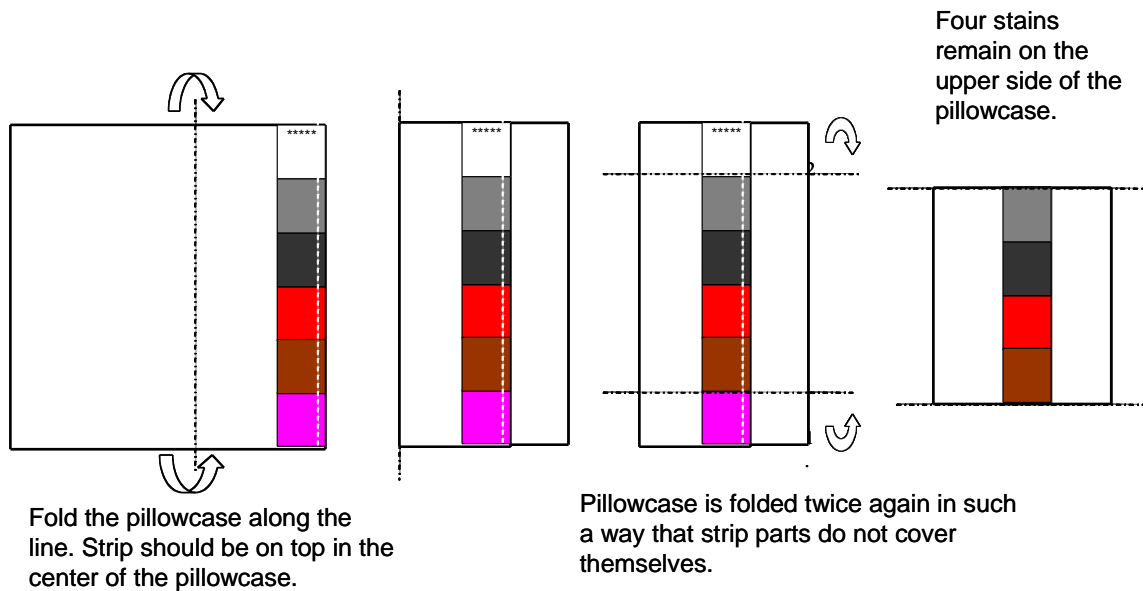 Four stains
remain on the
upper side of the
pillowcase.
*****
*****
*****
Fold the pillowcase along the
line. Strip should be on top in the
center of the pillowcase.
Pillowcase is folded twice again in such
a way that strip parts do not cover
themselves.